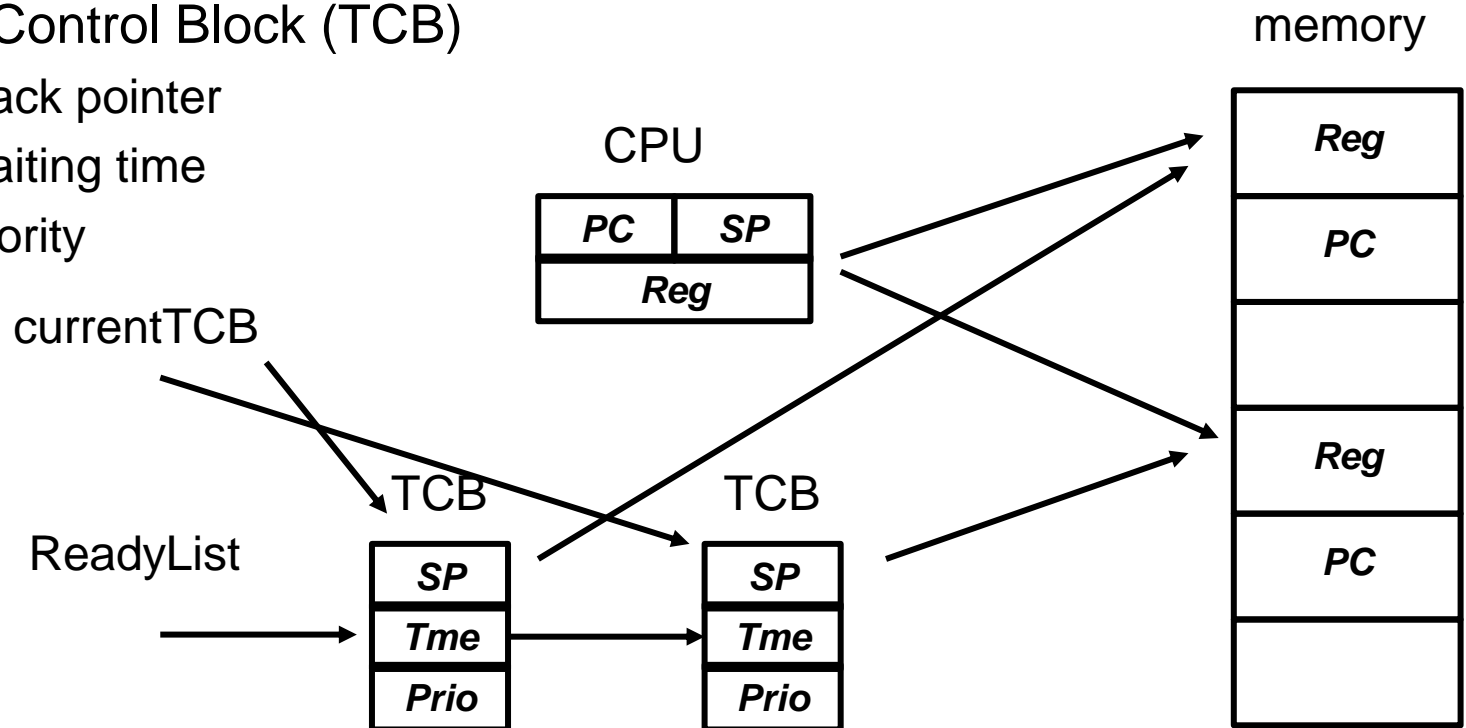 Control Block (TCB)
ack pointer
aiting time
ority
memory
CPU
PC SP
Reg
currentTCB
ReadyList
TCB
SP
Tme
Prio
TCB
SP
Tme
Prio
Reg
PC
Reg
PC